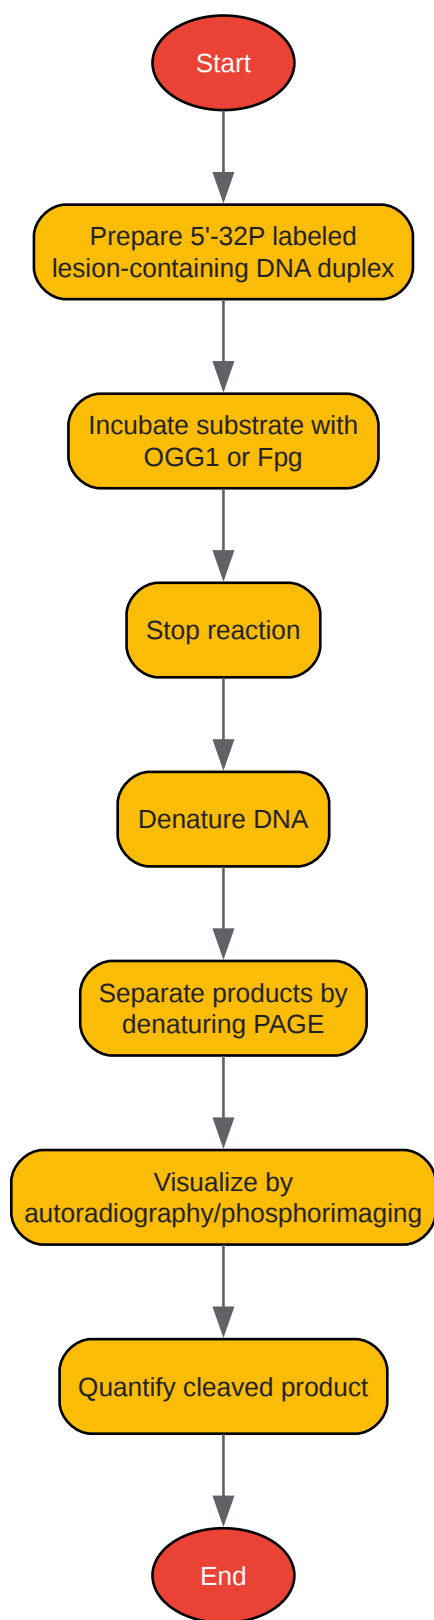 Start
Prepare 5'-32P labeled
lesion-containing DNA duplex
Incubate substrate with
OGG1 or Fpg
Stop reaction
Denature DNA
Separate products by
denaturing PAGE
Visualize by
autoradiography/phosphorimaging
Quantify cleaved product
End